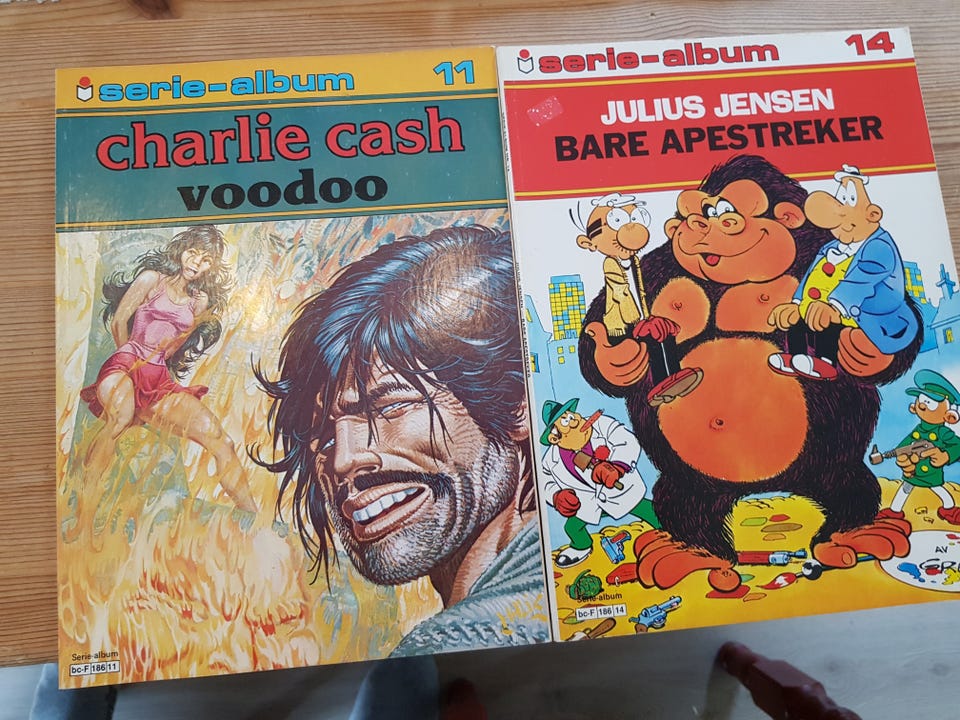 serie-album 11
charlie cash
voodoo
Serie-album
bc-F 186 11
serie-album 14
JULIUS JENSEN
BARE APESTREKER
AV
Serie-album
bc-F 186 14